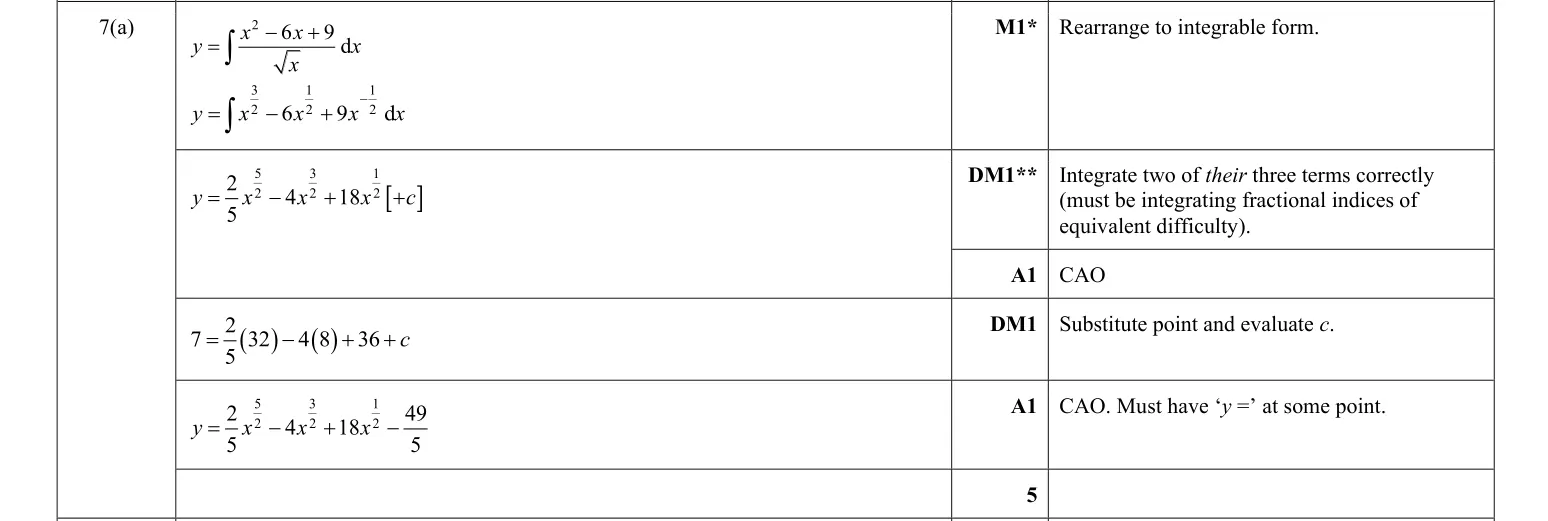 7(a)
y = ∫ (x² − 6x + 9)/√x dx
M1* Rearrange to integrable form.
y = ∫ x^(3/2) − 6x^(1/2) + 9x^(−1/2) dx
y = 2/5 x^(5/2) − 4x^(3/2) + 18x^(1/2) [+c]
DM1** Integrate two of their three terms correctly
(must be integrating fractional indices of
equivalent difficulty).
A1 CAO
7 = 2/5 (32) − 4(8) + 36 + c
DM1 Substitute point and evaluate c.
y = 2/5 x^(5/2) − 4x^(3/2) + 18x^(1/2) − 49/5
A1 CAO. Must have ‘y =’ at some point.
5